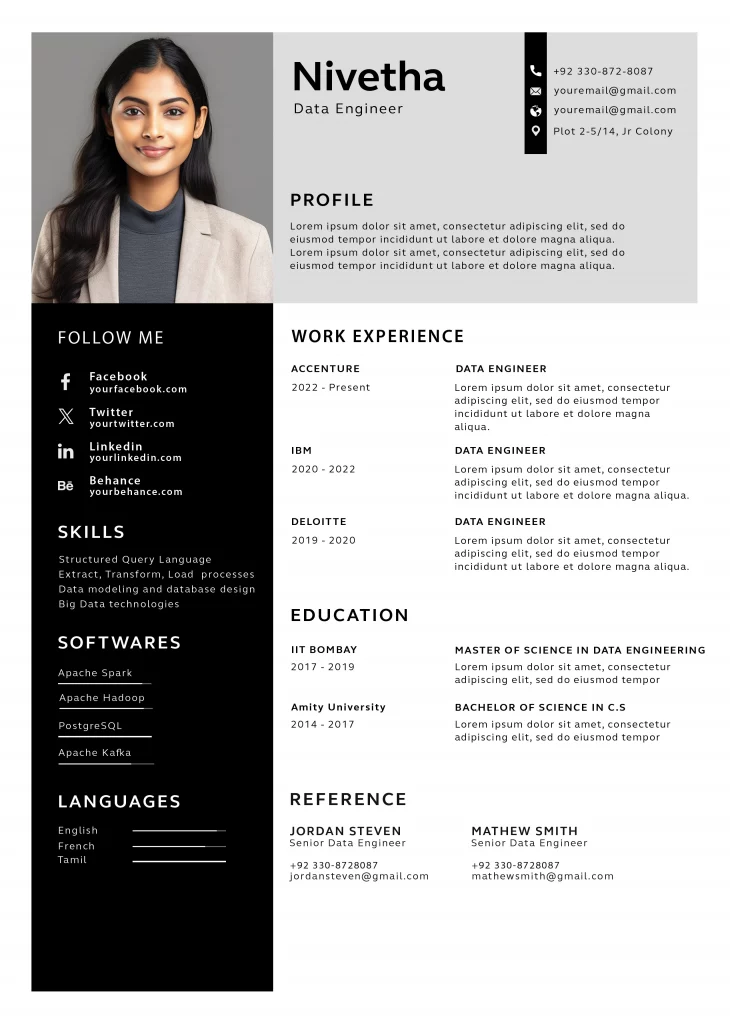 Nivetha
Data Engineer
+92 330-872-8087
youremail@gmail.com
youremail@gmail.com
Plot 2-5/14, Jr Colony
PROFILE
Lorem ipsum dolor sit amet, consectetur adipiscing elit, sed do
eiusmod tempor incididunt ut labore et dolore magna aliqua.
Lorem ipsum dolor sit amet, consectetur adipiscing elit, sed do
eiusmod tempor incididunt ut labore et dolore magna aliqua.
FOLLOW ME
Facebook
yourfacebook.com
Twitter
yourtwitter.com
Linkedin
yourlinkedin.com
Bē
Behance
yourbehance.com
SKILLS
Structured Query Language
Extract, Transform, Load processes
Data modeling and database design
Big Data technologies
SOFTWARES
Apache Spark
Apache Hadoop
PostgreSQL
Apache Kafka
LANGUAGES
English
French
Tamil
WORK EXPERIENCE
ACCENTURE
2022 - Present
DATA ENGINEER
Lorem ipsum dolor sit amet, consectetur
adipiscing elit, sed do eiusmod tempor
incididunt ut labore et dolore magna
aliqua.
IBM
2020 - 2022
DATA ENGINEER
Lorem ipsum dolor sit amet, consectetur
adipiscing elit, sed do eiusmod tempor
incididunt ut labore et dolore magna aliqua.
DELOITTE
2019 - 2020
DATA ENGINEER
Lorem ipsum dolor sit amet, consectetur
adipiscing elit, sed do eiusmod tempor
incididunt ut labore et dolore magna aliqua.
EDUCATION
IIT BOMBAY
2017 - 2019
MASTER OF SCIENCE IN DATA ENGINEERING
Lorem ipsum dolor sit amet, consectetur
adipiscing elit, sed do eiusmod tempor
Amity University
2014 - 2017
BACHELOR OF SCIENCE IN C.S
Lorem ipsum dolor sit amet, consectetur
adipiscing elit, sed do eiusmod tempor
REFERENCE
JORDAN STEVEN
Senior Data Engineer
+92 330-8728087
jordansteven@gmail.com
MATHEW SMITH
Senior Data Engineer
+92 330-8728087
mathewsmith@gmail.com